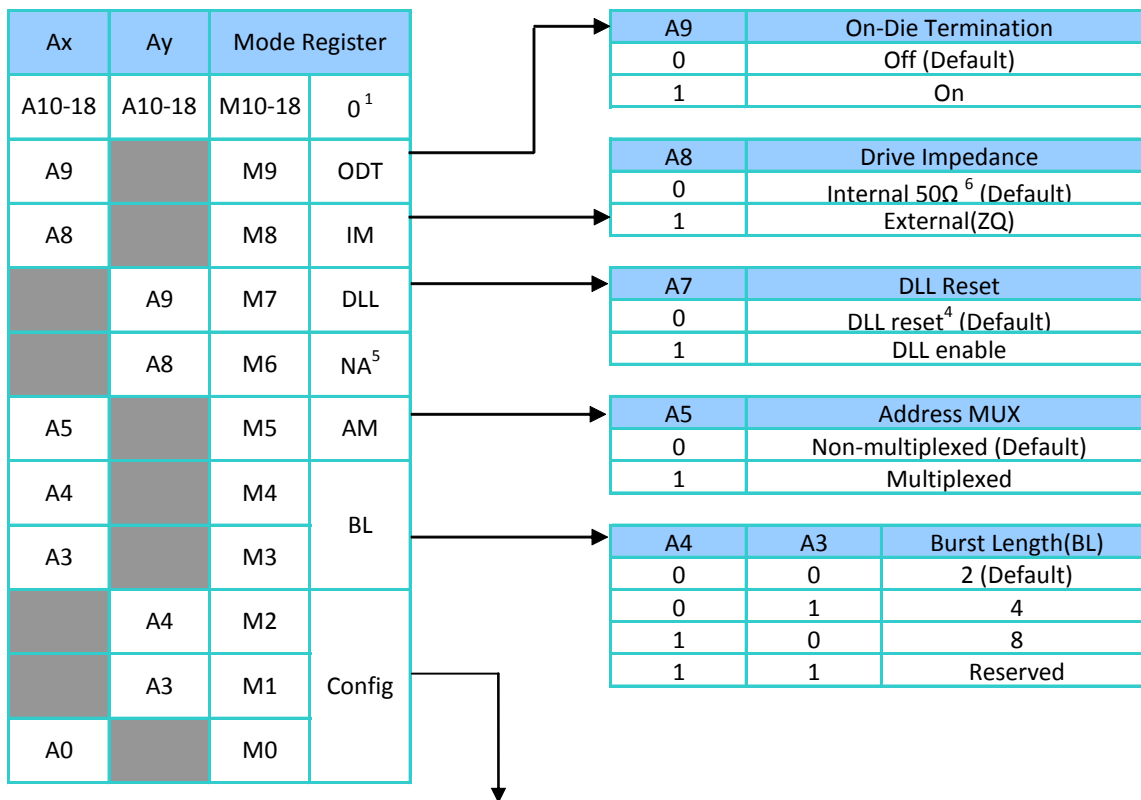 Ax Ay Mode Register
A10-18 A10-18 M10-18 0 1
A9 M9 ODT
A8 M8 IM
A9 M7 DLL
A8 M6 NA5
A5 M5 AM
A4 M4
BL
A3 M3
A4 M2
A3 M1 Config
A0 M0
A9 On-Die Termination
0 Off (Default)
1 On
A8 Drive Impedance
0 Internal 50Ω 6 (Default)
1 External(ZQ)
A7 DLL Reset
0 DLL reset4 (Default)
1 DLL enable
A5 Address MUX
0 Non-multiplexed (Default)
1 Multiplexed
A4 A3 Burst Length(BL)
0 0 2 (Default)
0 1 4
1 0 8
1 1 Reserved